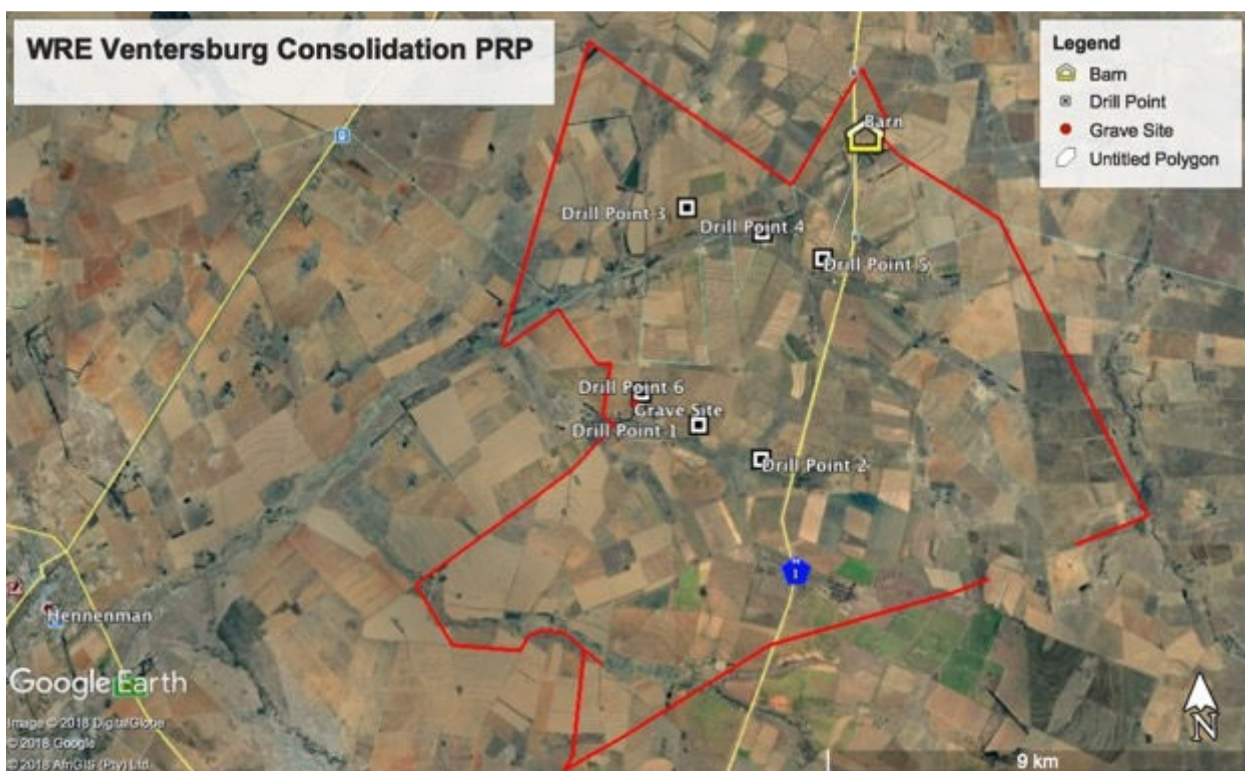 WRE Ventersburg Consolidation PRP
Legend
Barn
Drill Point
Grave Site
Untitled Polygon
Barn
Drill Point 3
Drill Point 4
Drill Point 5
Drill Point 6
Grave Site
Drill Point 1
Drill Point 2
1
Hennenman
Google Earth
Image © 2018 DigitalGlobe
© 2018 Google
© 2018 AfriGIS (Pty) Ltd
N
9 km